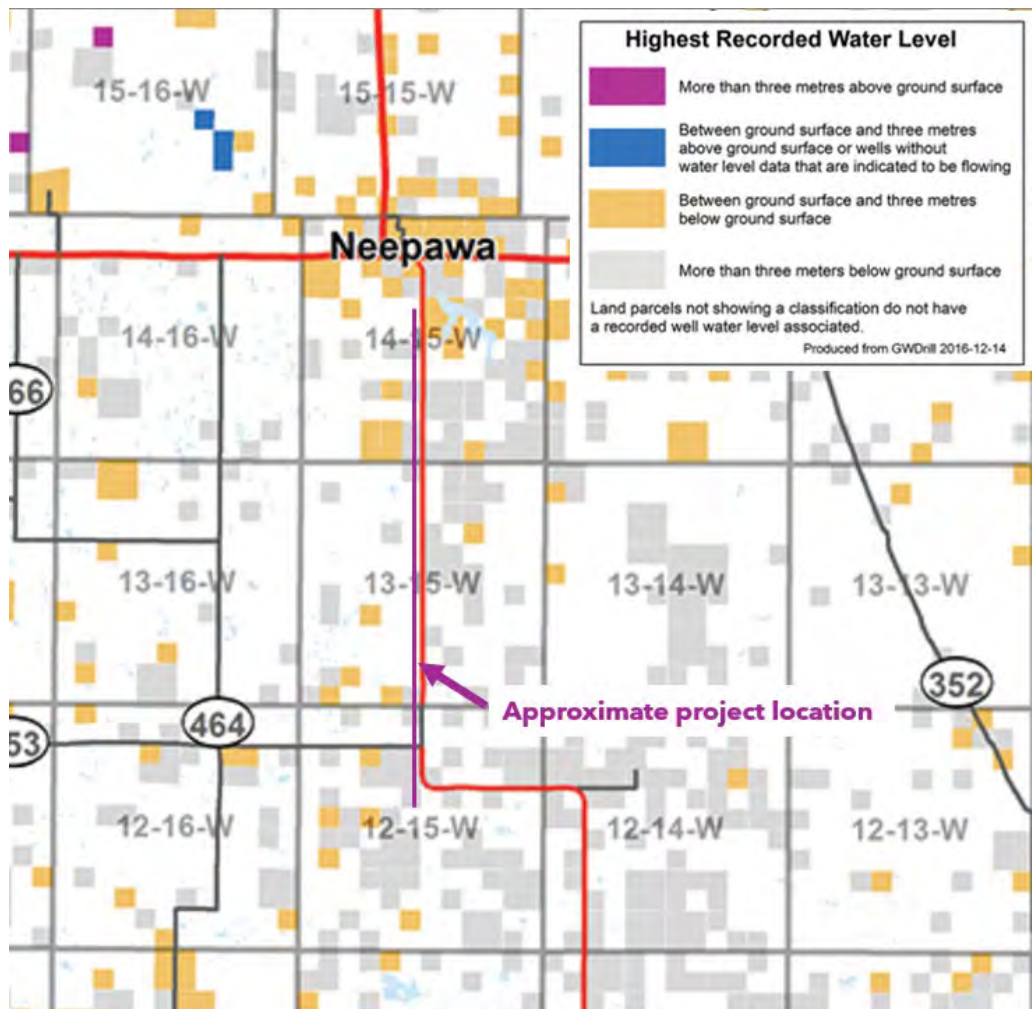 Highest Recorded Water Level
More than three metres above ground surface
Between ground surface and three metres
above ground surface or wells without
water level data that are indicated to be flowing
Between ground surface and three metres
below ground surface
More than three meters below ground surface
Land parcels not showing a classification do not have
a recorded well water level associated.
Produced from GWDrill 2016-12-14
15-16-W
15-15-W
Neepawa
14-16-W
14-15-W
66
13-16-W
13-15-W
13-14-W
13-13-W
352
Approximate project location
53
464
12-16-W
12-15-W
12-14-W
12-13-W